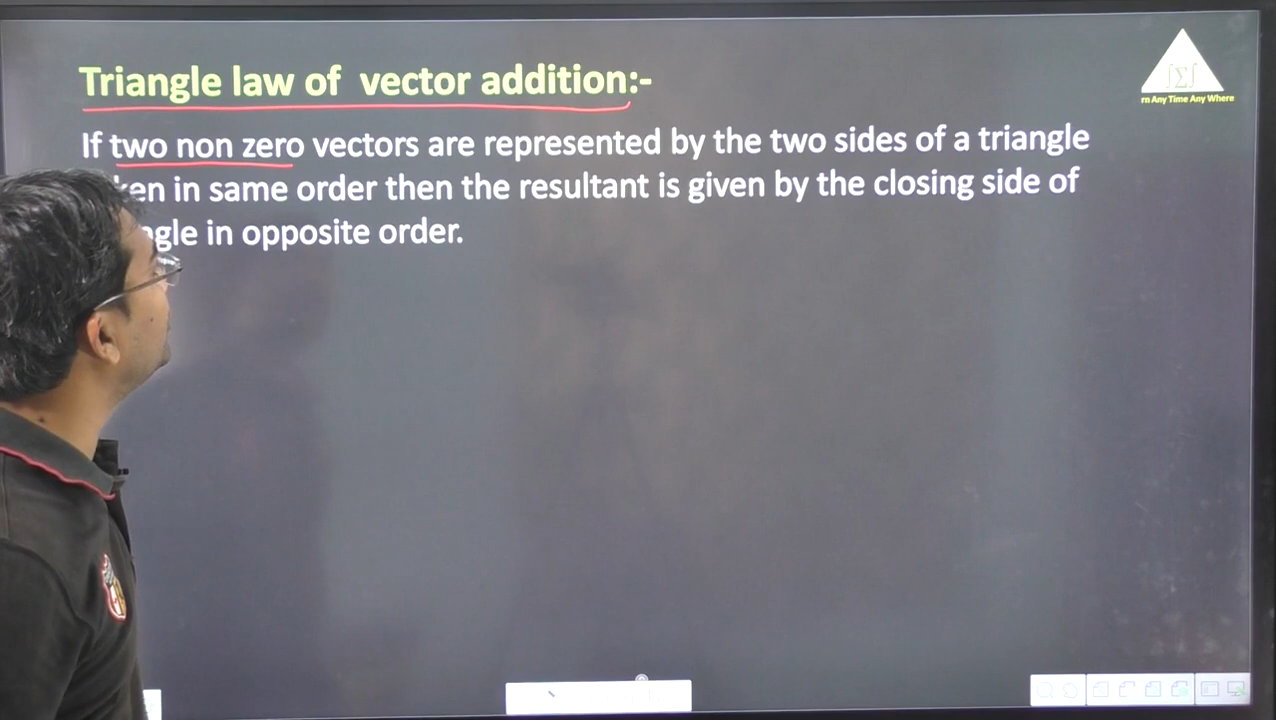 Triangle law of vector addition:-
If two non zero vectors are represented by the two sides of a triangle
in same order then the resultant is given by the closing side of
in opposite order.
∫Σ∫
rn Any Time Any Where